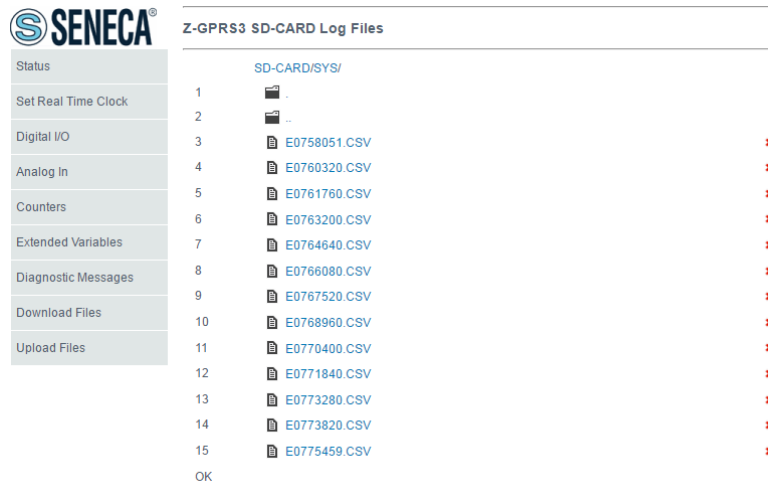 SENECA®
Z-GPRS3 SD-CARD Log Files
Status
Set Real Time Clock
Digital I/O
Analog In
Counters
Extended Variables
Diagnostic Messages
Download Files
Upload Files
SD-CARD/SYS/
1 .
2 ..
3 E0758051.CSV
4 E0760320.CSV
5 E0761760.CSV
6 E0763200.CSV
7 E0764640.CSV
8 E0766080.CSV
9 E0767520.CSV
10 E0768960.CSV
11 E0770400.CSV
12 E0771840.CSV
13 E0773280.CSV
14 E0773820.CSV
15 E0775459.CSV
OK